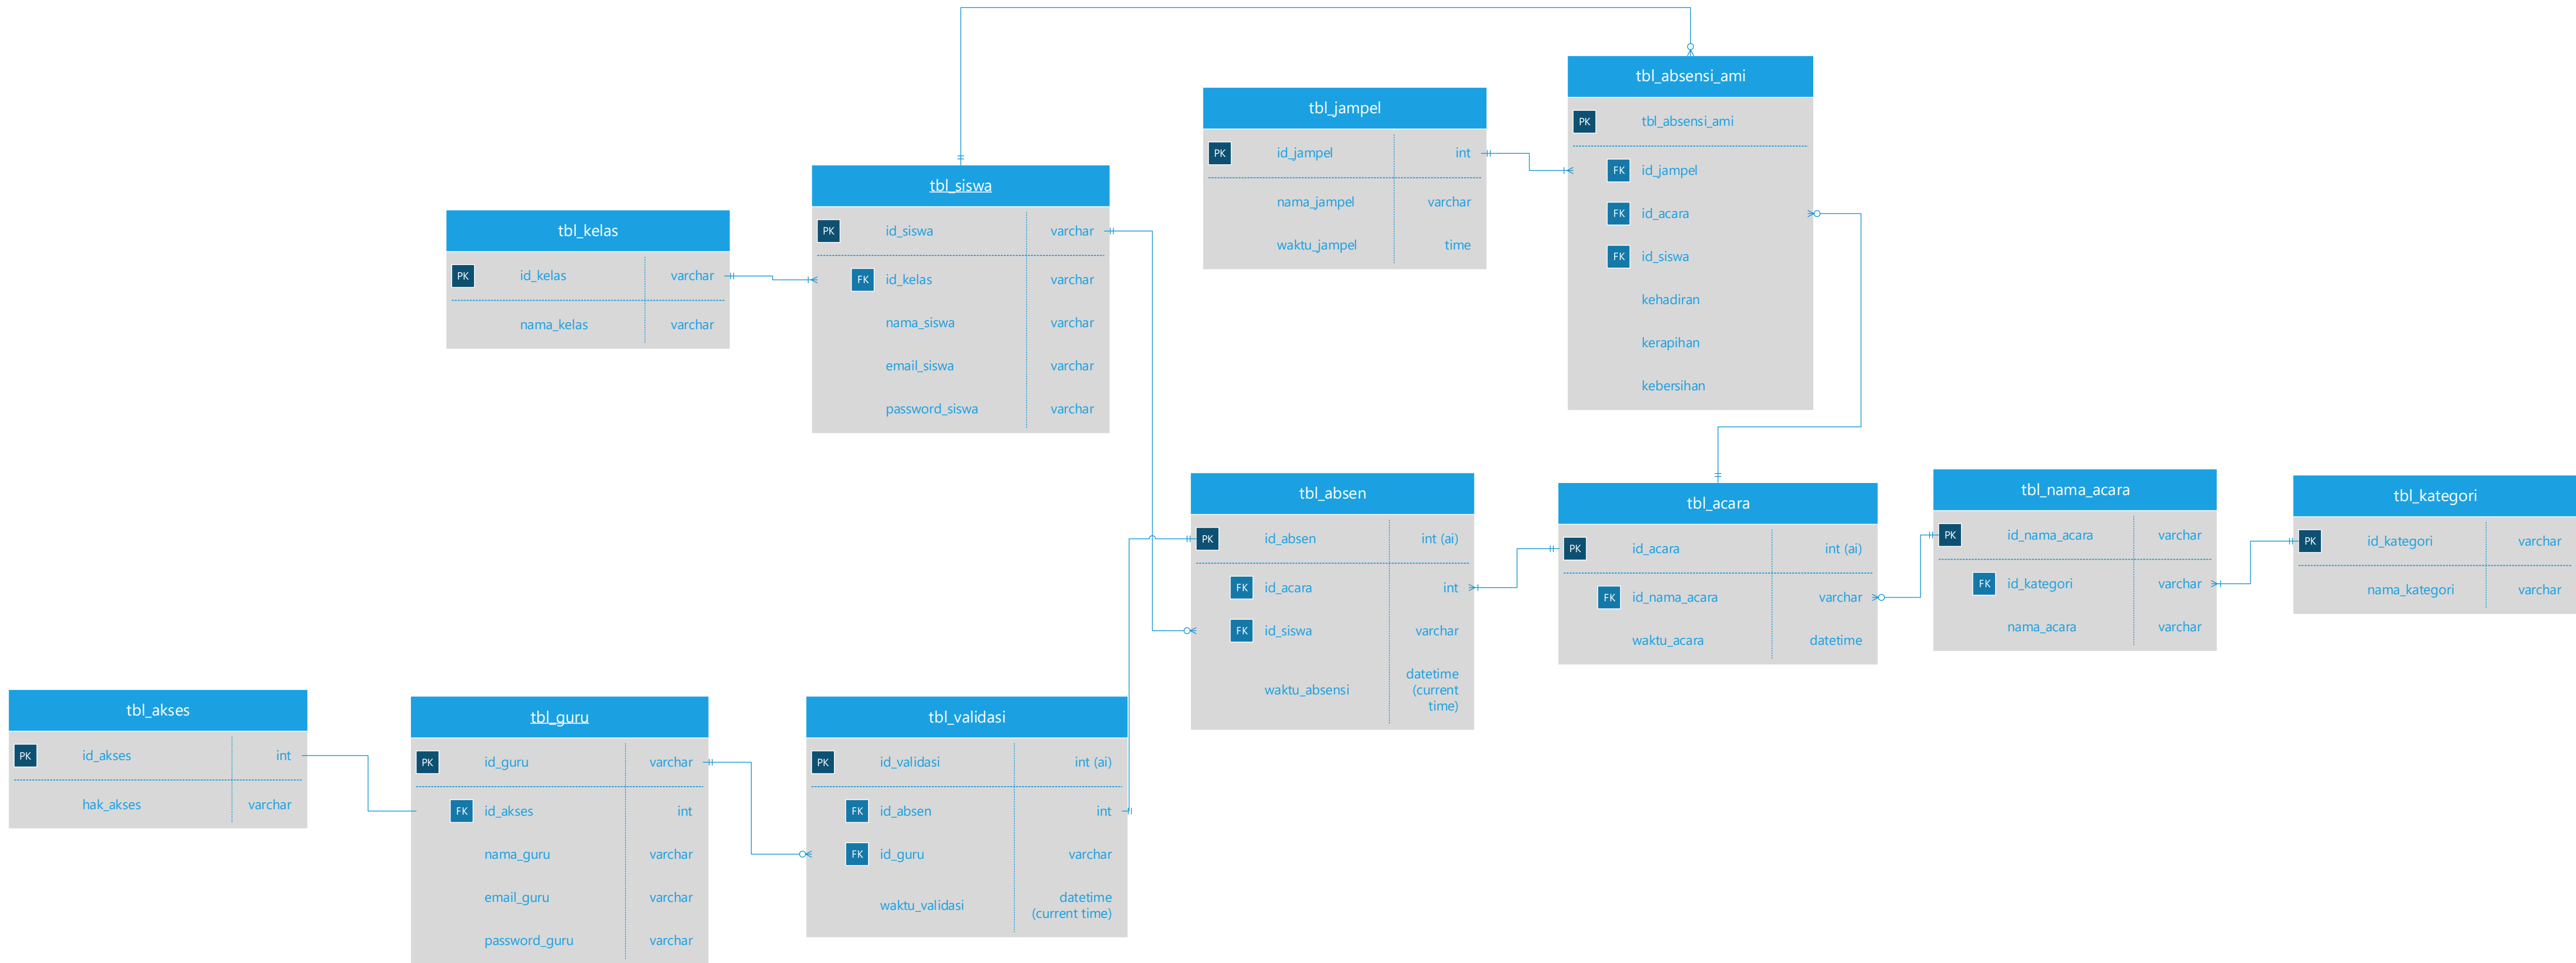 tbl_absensi_ami
PK tbl_absensi_ami
FK id_jampel
FK id_acara
FK id_siswa
kehadiran
kerapihan
kebersihan
tbl_jampel
PK id_jampel int
nama_jampel varchar
waktu_jampel time
tbl_siswa
PK id_siswa varchar
FK id_kelas varchar
nama_siswa varchar
email_siswa varchar
password_siswa varchar
tbl_kelas
PK id_kelas varchar
nama_kelas varchar
tbl_absen
PK id_absen int (ai)
FK id_acara int
FK id_siswa varchar
waktu_absensi datetime
(current
time)
tbl_acara
PK id_acara int (ai)
FK id_nama_acara varchar
waktu_acara datetime
tbl_nama_acara
PK id_nama_acara varchar
FK id_kategori varchar
nama_acara varchar
tbl_kategori
PK id_kategori varchar
nama_kategori varchar
tbl_akses
PK id_akses int
hak_akses varchar
tbl_guru
PK id_guru varchar
FK id_akses int
nama_guru varchar
email_guru varchar
password_guru varchar
tbl_validasi
PK id_validasi int (ai)
FK id_absen int
FK id_guru varchar
waktu_validasi datetime
(current time)